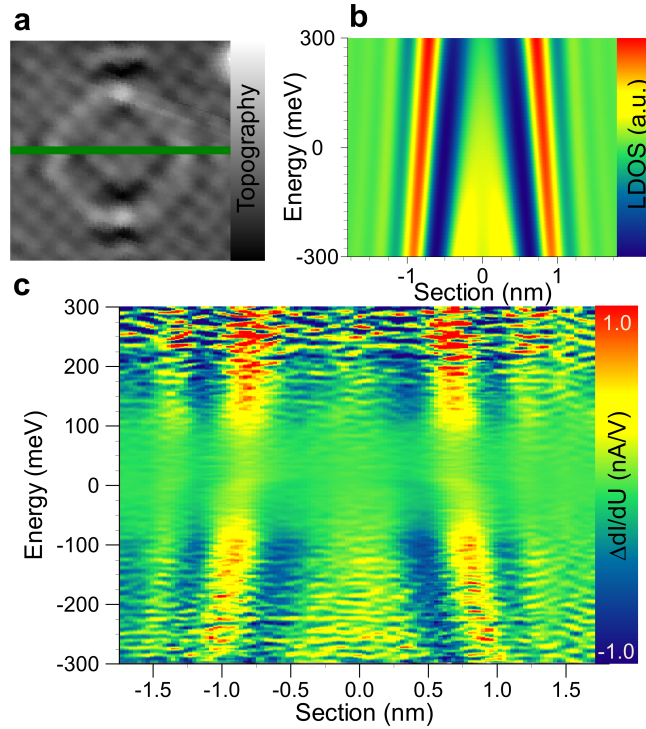 a
b
Topography
300
0
-300
Energy (meV)
-1
0
1
Section (nm)
LDOS (a.u.)
c
300
200
100
0
-100
-200
-300
Energy (meV)
-1.5
-1.0
-0.5
0.0
0.5
1.0
1.5
Section (nm)
1.0
ΔdI/dU (nA/V)
-1.0